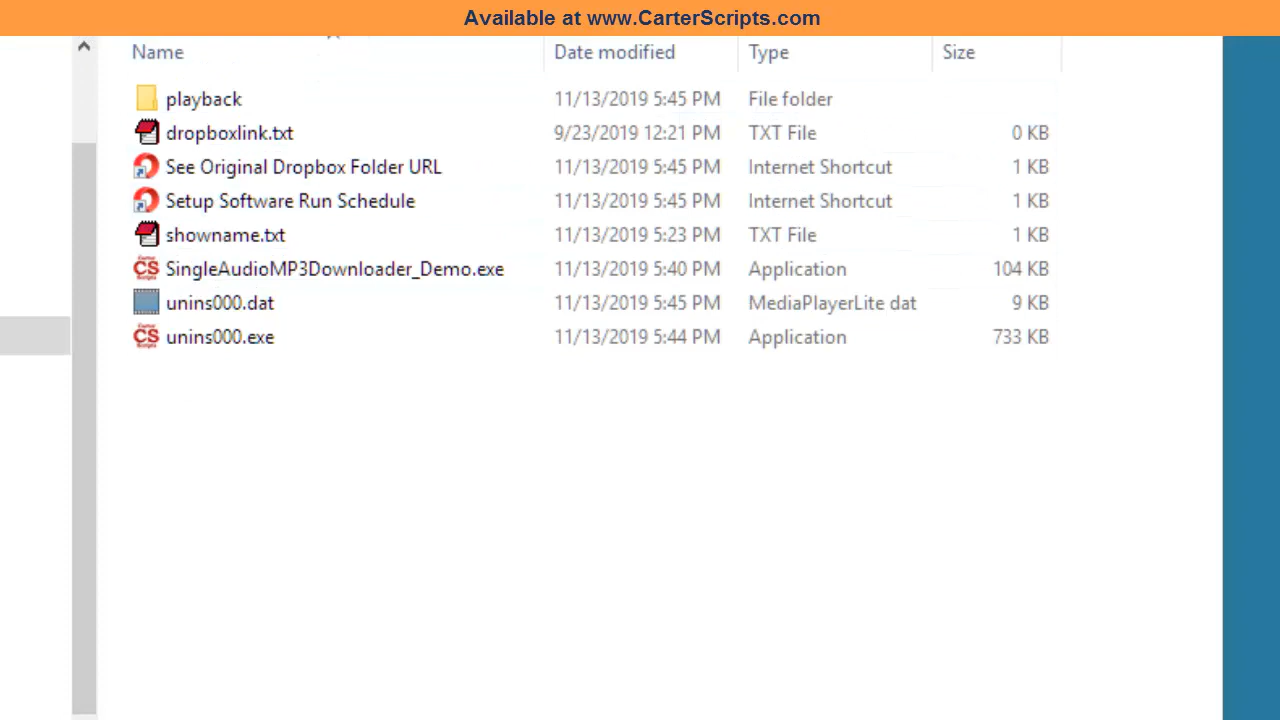 Available at www.CarterScripts.com
Name Date modified Type Size
playback 11/13/2019 5:45 PM File folder
dropboxlink.txt 9/23/2019 12:21 PM TXT File 0 KB
See Original Dropbox Folder URL 11/13/2019 5:45 PM Internet Shortcut 1 KB
Setup Software Run Schedule 11/13/2019 5:45 PM Internet Shortcut 1 KB
showname.txt 11/13/2019 5:23 PM TXT File 1 KB
CS SingleAudioMP3Downloader_Demo.exe 11/13/2019 5:40 PM Application 104 KB
unins000.dat 11/13/2019 5:45 PM MediaPlayerLite dat 9 KB
CS unins000.exe 11/13/2019 5:44 PM Application 733 KB